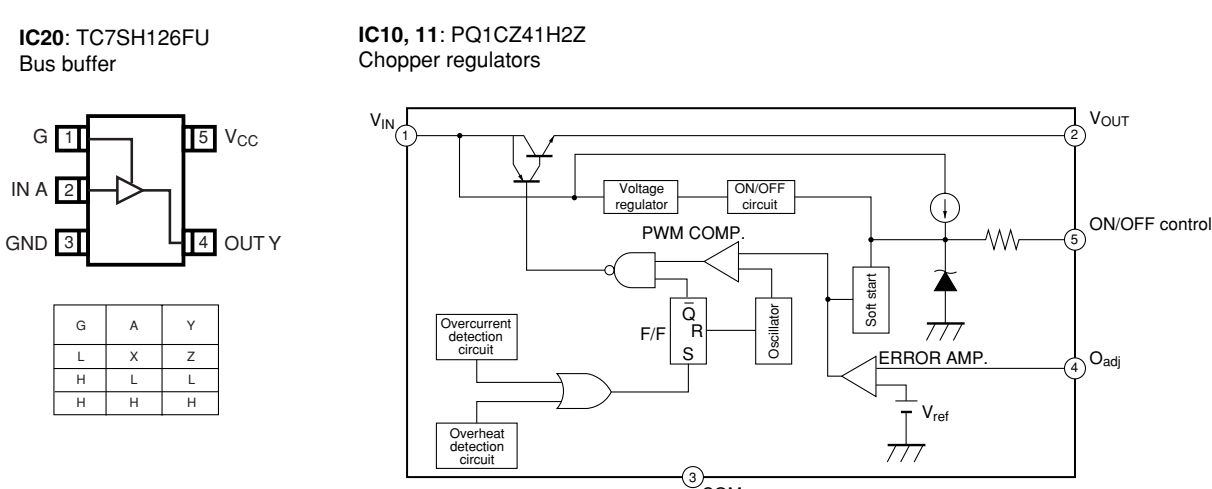 IC20: TC7SH126FU
Bus buffer
G 1
5 VCC
IN A 2
GND 3
4 OUT Y
G A Y
L X Z
H L L
H H H
IC10, 11: PQ1CZ41H2Z
Chopper regulators
VIN
1
VOUT
2
Voltage
regulator
ON/OFF
circuit
ON/OFF control
5
PWM COMP.
Soft start
Oscillator
F/F
Q
R
S
Overcurrent
detection
circuit
Overheat
detection
circuit
ERROR AMP.
Oadj
4
Vref
3
COM